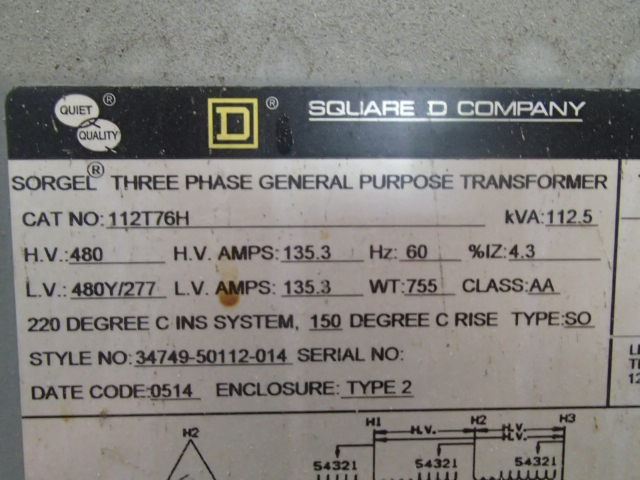 QUIET ®
QUALITY
D ®
SQUARE D COMPANY
SORGEL® THREE PHASE GENERAL PURPOSE TRANSFORMER
CAT NO: 112T76H kVA: 112.5
H.V.: 480 H.V. AMPS: 135.3 Hz: 60 %IZ: 4.3
L.V.: 480Y/277 L.V. AMPS: 135.3 WT: 755 CLASS: AA
220 DEGREE C INS SYSTEM, 150 DEGREE C RISE TYPE: SO
STYLE NO: 34749-50112-014 SERIAL NO:
DATE CODE: 0514 ENCLOSURE: TYPE 2
H1 H2 H3
H.V. H.V.
H.V.
H2
54321 54321 54321